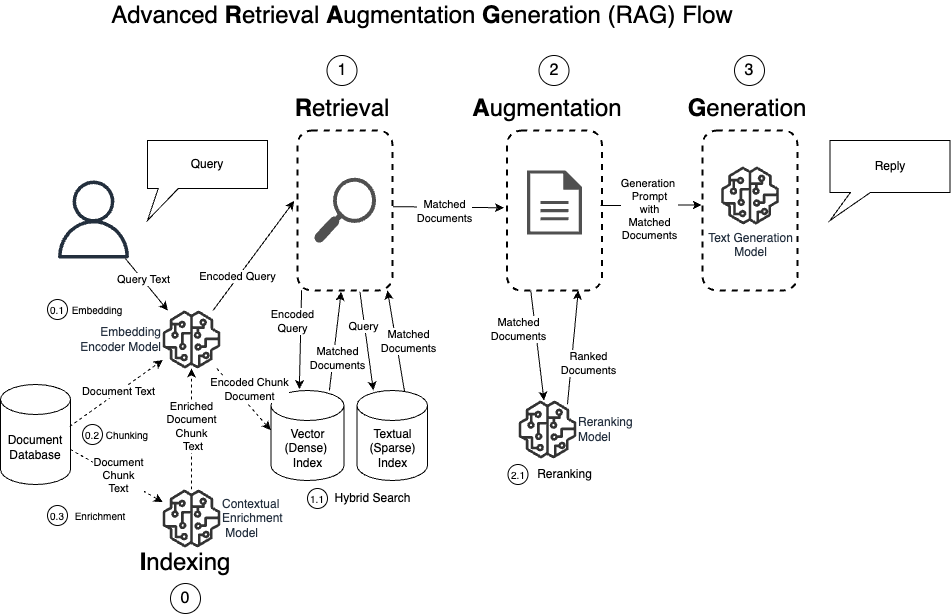 Advanced Retrieval Augmentation Generation (RAG) Flow
1
Retrieval
2
Augmentation
3
Generation
Query
Reply
Matched
Documents
Generation
Prompt
with
Matched
Documents
Text Generation
Model
Query Text
Encoded Query
0.1 Embedding
Embedding
Encoder Model
Encoded
Query
Matched
Documents
Query
Matched
Documents
Matched
Documents
Ranked
Documents
Document Text
Encoded Chunk
Document
Document
Database
0.2 Chunking
Enriched
Document
Chunk
Text
Vector
(Dense)
Index
Textual
(Sparse)
Index
Reranking
Model
Document
Chunk
Text
1.1 Hybrid Search
2.1 Reranking
0.3 Enrichment
Contextual
Enrichment
Model
Indexing
0